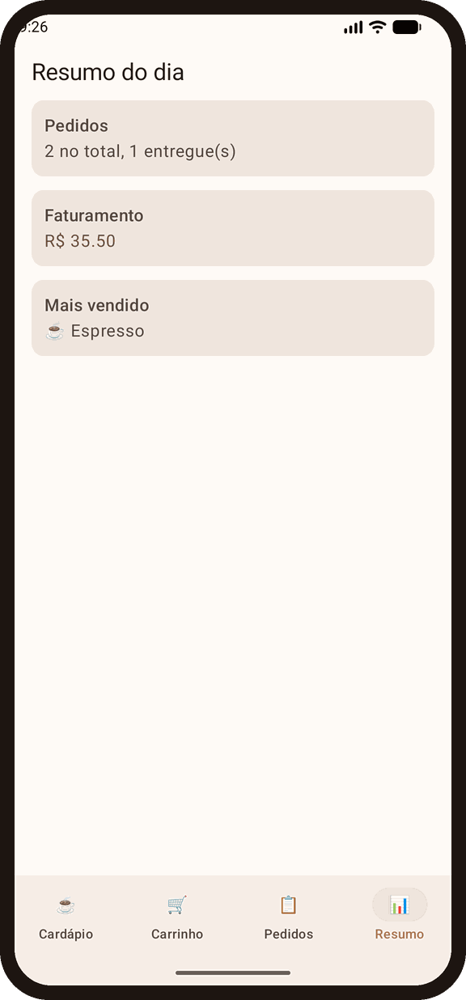 9:26
Resumo do dia
Pedidos
2 no total, 1 entregue(s)
Faturamento
R$ 35.50
Mais vendido
☕ Espresso
Cardápio
Carrinho
Pedidos
Resumo